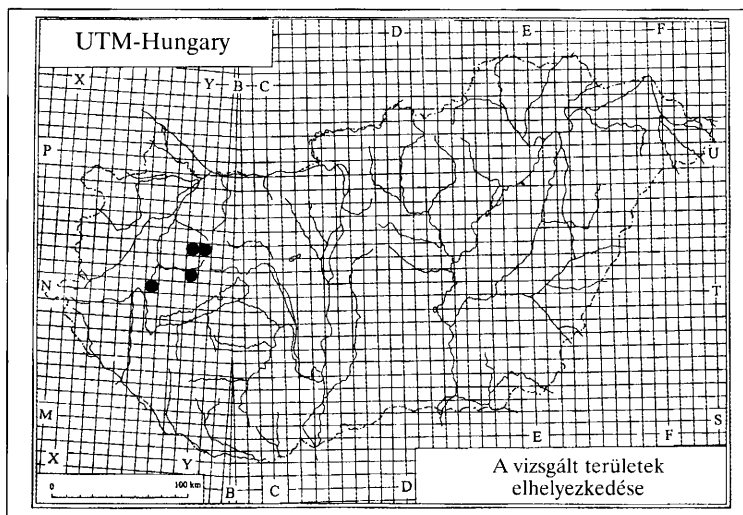 UTM-Hungary
D
E
F
X
Y
B
C
P
U
N
T
M
S
X
Y
B
C
D
E
F
0
100 km
A vizsgált területek
elhelyezkedése